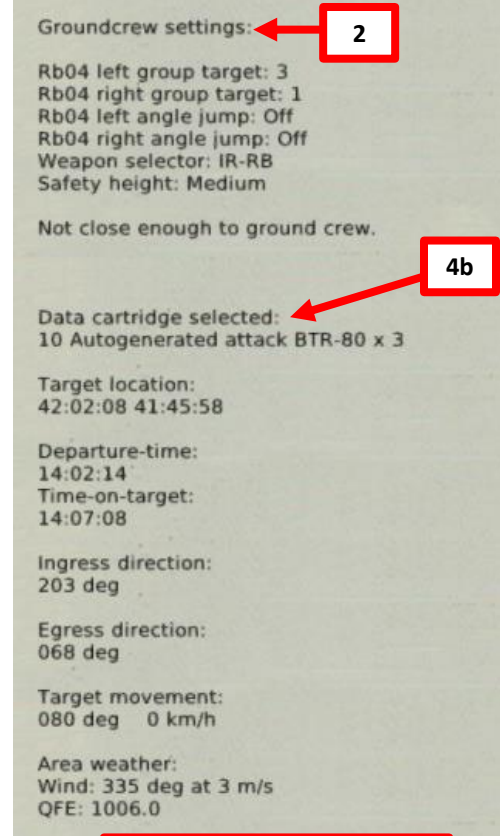 Groundcrew settings:
2
Rb04 left group target: 3
Rb04 right group target: 1
Rb04 left angle jump: Off
Rb04 right angle jump: Off
Weapon selector: IR-RB
Safety height: Medium
Not close enough to ground crew.
4b
Data cartridge selected:
10 Autogenerated attack BTR-80 x 3
Target location:
42:02:08 41:45:58
Departure-time:
14:02:14
Time-on-target:
14:07:08
Ingress direction:
203 deg
Egress direction:
068 deg
Target movement:
080 deg 0 km/h
Area weather:
Wind: 335 deg at 3 m/s
QFE: 1006.0